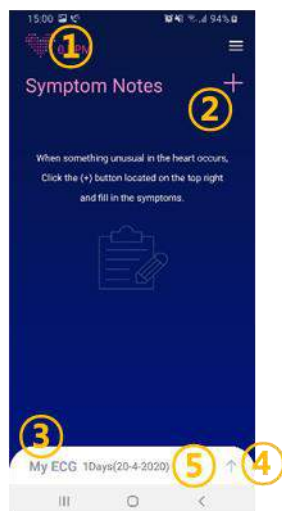 15:00 94%
1
Symptom Notes
2
When something unusual in the heart occurs,
Click the (+) button located on the top right
and fill in the symptoms.
3
My ECG 1Days(20-4-2020) 5 4